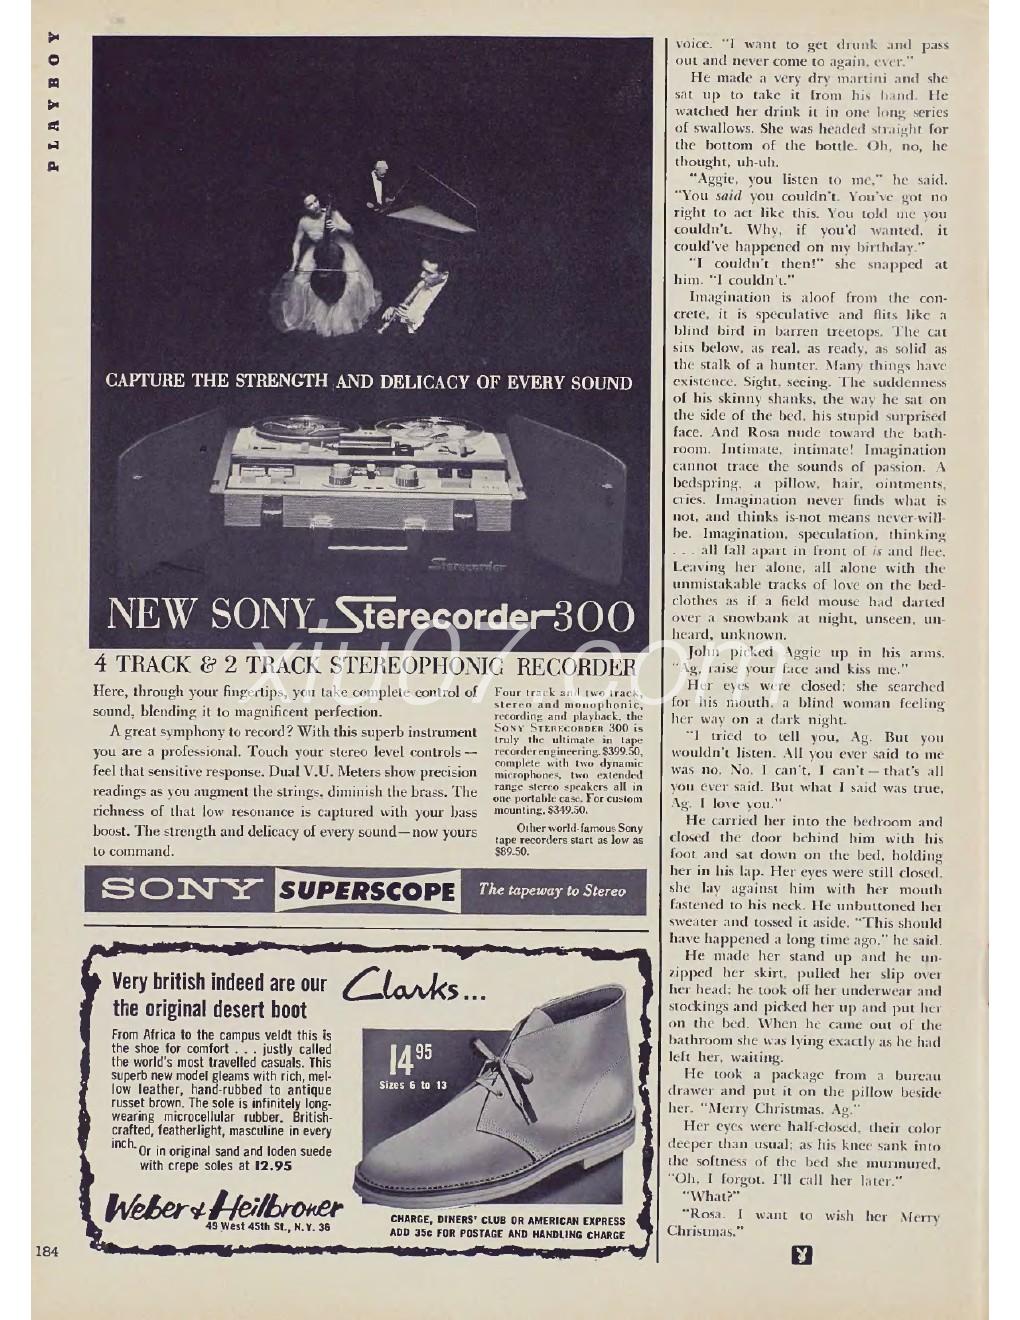 PLAYBOY
CAPTURE THE STRENGTH AND DELICACY OF EVERY SOUND
Sterecorder
NEW SONY Sterecorder 300
4 TRACK & 2 TRACK STEREOPHONIC RECORDER
Here, through your fingertips, you take complete control of
sound, blending it to magnificent perfection.
A great symphony to record? With this superb instrument
you are a professional. Touch your stereo level controls —
feel that sensitive response. Dual V.U. Meters show precision
readings as you augment the strings, diminish the brass. The
richness of that low resonance is captured with your bass
boost. The strength and delicacy of every sound—now yours
to command.
Four track and two track,
stereo and monophonic,
recording and playback, the
SONY STERECORDER 300 is
truly the ultimate in tape
recorder engineering. $399.50,
complete with two dynamic
microphones, two extended
range stereo speakers all in
one portable case. For custom
mounting, $349.50.
Other world-famous Sony
tape recorders start as low as
$89.50.
SONY SUPERSCOPE The tapeway to Stereo
Very british indeed are our Clarks...
the original desert boot
From Africa to the campus veldt this is
the shoe for comfort . . . justly called
the world's most travelled casuals. This
superb new model gleams with rich, mel-
low leather, hand-rubbed to antique
russet brown. The sole is infinitely long-
wearing microcellular rubber. British-
crafted, featherlight, masculine in every
inch.
Or in original sand and loden suede
with crepe soles at 12.95
14.95
Sizes 6 to 13
Weber & Heilbroner
45 West 45th St., N.Y. 36
CHARGE, DINERS' CLUB OR AMERICAN EXPRESS
ADD 35c FOR POSTAGE AND HANDLING CHARGE
184
voice. "I want to get drunk and pass
out and never come to again, ever."
He made a very dry martini and she
sat up to take it from his hand. He
watched her drink it in one long series
of swallows. She was headed straight for
the bottom of the bottle. Oh, no, he
thought, uh-uh.
"Aggie, you listen to me," he said.
"You said you couldn't. You've got no
right to act like this. You told me you
couldn't. Why, if you'd wanted, it
could've happened on my birthday."
"I couldn't then!" she snapped at
him. "I couldn't."
Imagination is aloof from the con-
crete, it is speculative and flits like a
blind bird in barren treetops. The cat
sits below, as real, as ready, as solid as
the stalk of a hunter. Many things have
existence. Sight, seeing. The suddenness
of his skinny shanks, the way he sat on
the side of the bed, his stupid surprised
face. And Rosa nude toward the bath-
room. Intimate, intimate! Imagination
cannot trace the sounds of passion. A
bedspring, a pillow, hair, ointments,
cries. Imagination never finds what is
not, and thinks is-not means never-will-
be. Imagination, speculation, thinking
. . . all fall apart in front of is and flee.
Leaving her alone, all alone with the
unmistakable tracks of love on the bed-
clothes as if a field mouse had darted
over a snowbank at night, unseen, un-
heard, unknown.
John picked Aggie up in his arms.
"Ag, raise your face and kiss me."
Her eyes were closed; she searched
for his mouth, a blind woman feeling
her way on a dark night.
"I tried to tell you, Ag. But you
wouldn't listen. All you ever said to me
was no. No, I can't, I can't — that's all
you ever said. But what I said was true,
Ag. I love you."
He carried her into the bedroom and
closed the door behind him with his
foot and sat down on the bed, holding
her in his lap. Her eyes were still closed,
she lay against him with her mouth
fastened to his neck. He unbuttoned her
sweater and tossed it aside. "This should
have happened a long time ago," he said.
He made her stand up and he un-
zipped her skirt, pulled her slip over
her head; he took off her underwear and
stockings and picked her up and put her
on the bed. When he came out of the
bathroom she was lying exactly as he had
left her, waiting.
He took a package from a bureau
drawer and put it on the pillow beside
her. "Merry Christmas, Ag."
Her eyes were half-closed, their color
deeper than usual; as his knee sank into
the softness of the bed she murmured,
"Oh, I forgot. I'll call her later."
"What?"
"Rosa. I want to wish her Merry
Christmas."
xiu07.com